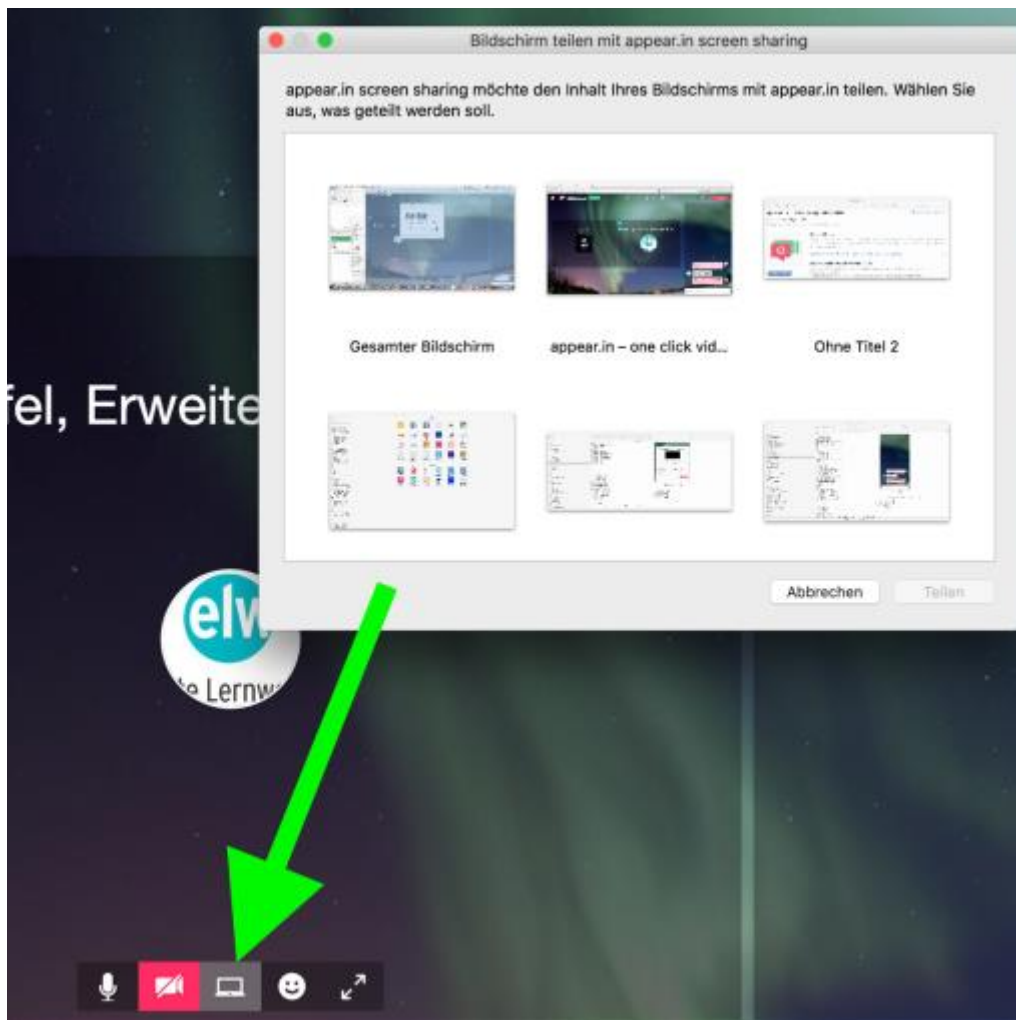 Bildschirm teilen mit appear.in screen sharing
appear.in screen sharing möchte den Inhalt Ihres Bildschirms mit appear.in teilen. Wählen Sie
aus, was geteilt werden soll.
Gesamter Bildschirm
appear.in – one click vid...
Ohne Titel 2
fel, Erweite
Abbrechen
Teilen
elw
te Lernw